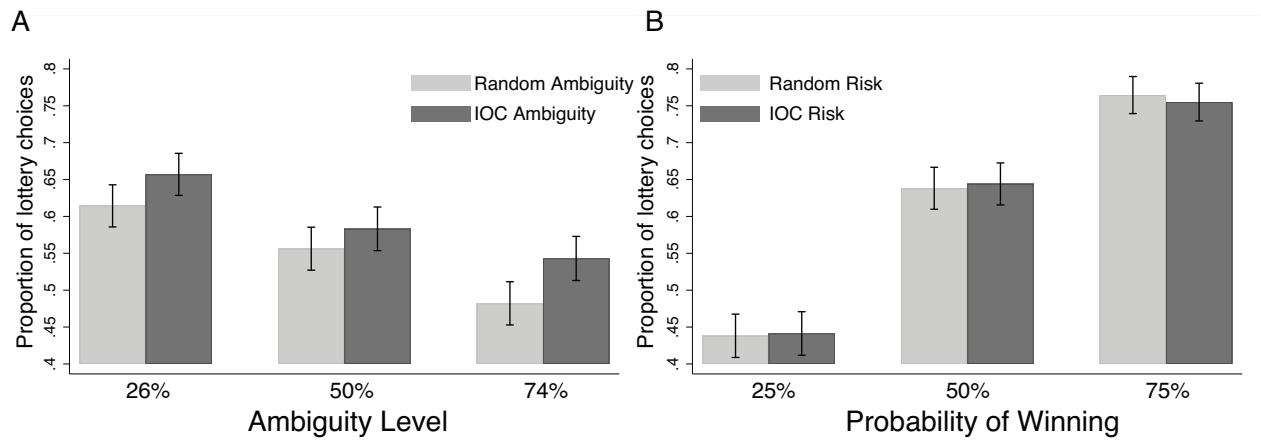 A
Proportion of lottery choices
.8
.75
.7
.65
.6
.55
.5
.45
.4
Random Ambiguity
IOC Ambiguity
26%
50%
74%
Ambiguity Level
B
Proportion of lottery choices
.8
.75
.7
.65
.6
.55
.5
.45
.4
Random Risk
IOC Risk
25%
50%
75%
Probability of Winning